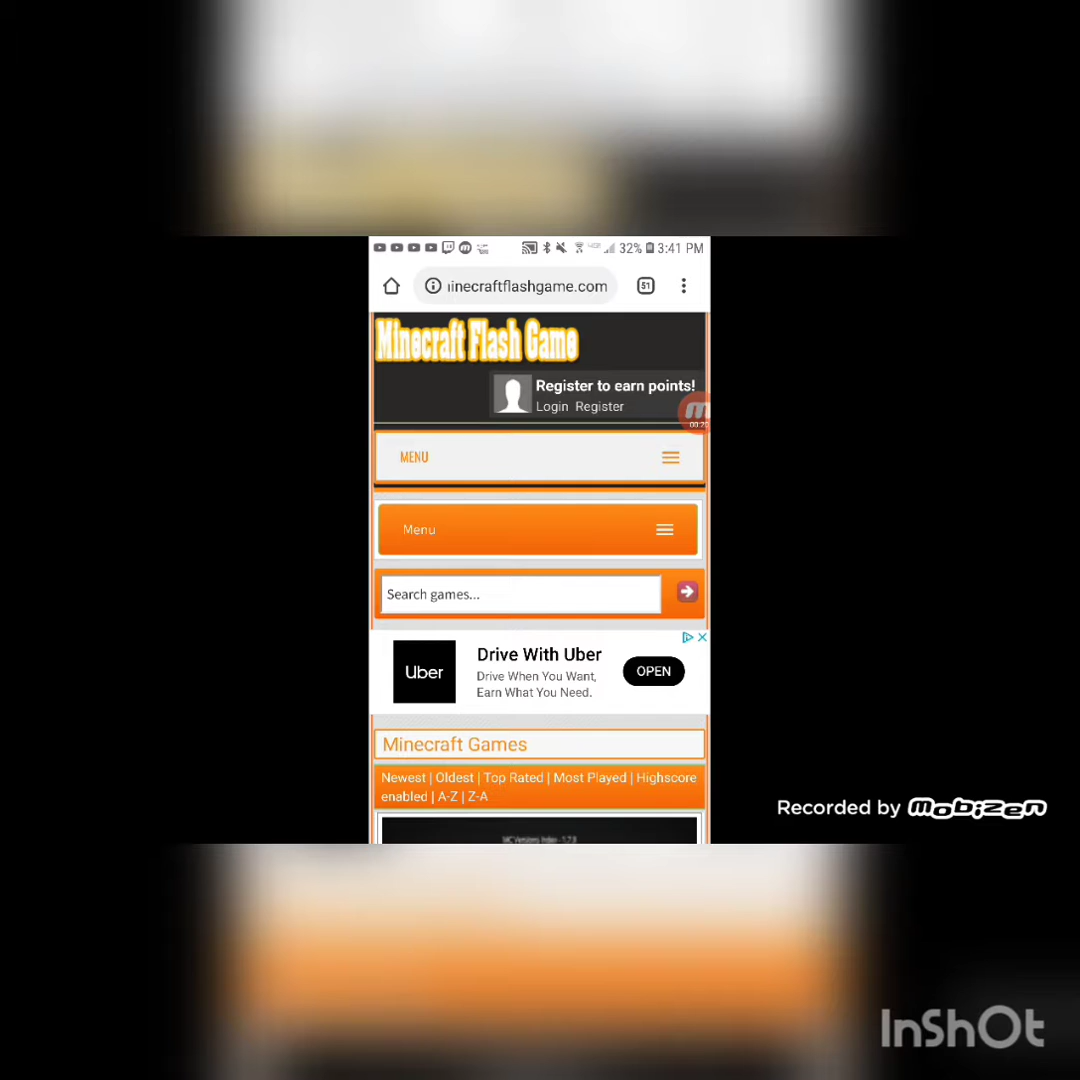 32% 3:41 PM
inecraftflashgame.com 51
Minecraft Flash Game
Register to earn points!
Login Register
00:20
MENU
Menu
Search games...
Uber
Drive With Uber
Drive When You Want,
Earn What You Need.
OPEN
Minecraft Games
Newest | Oldest | Top Rated | Most Played | Highscore
enabled | A-Z | Z-A
Recorded by mobizen
InShOt